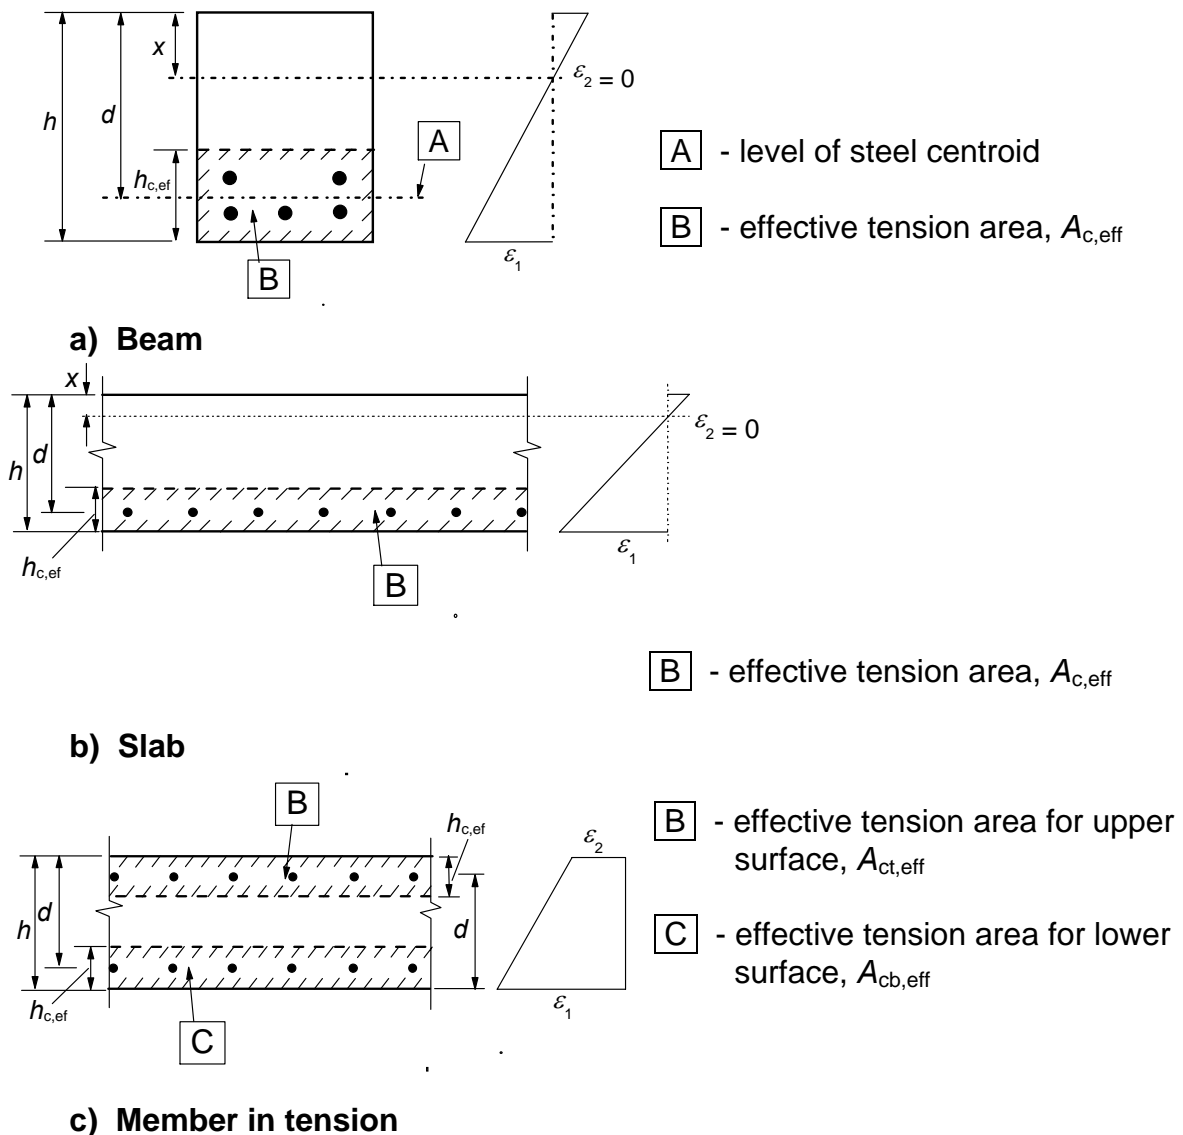 x
ε2 = 0
d
h
A
A - level of steel centroid
hc,ef
B - effective tension area, Ac,eff
ε1
B
a) Beam
x
ε2 = 0
d
h
ε1
hc,ef
B
B - effective tension area, Ac,eff
b) Slab
B
hc,ef
B - effective tension area for upper
surface, Act,eff
ε2
d
h
d
C - effective tension area for lower
surface, Acb,eff
hc,ef
ε1
C
c) Member in tension